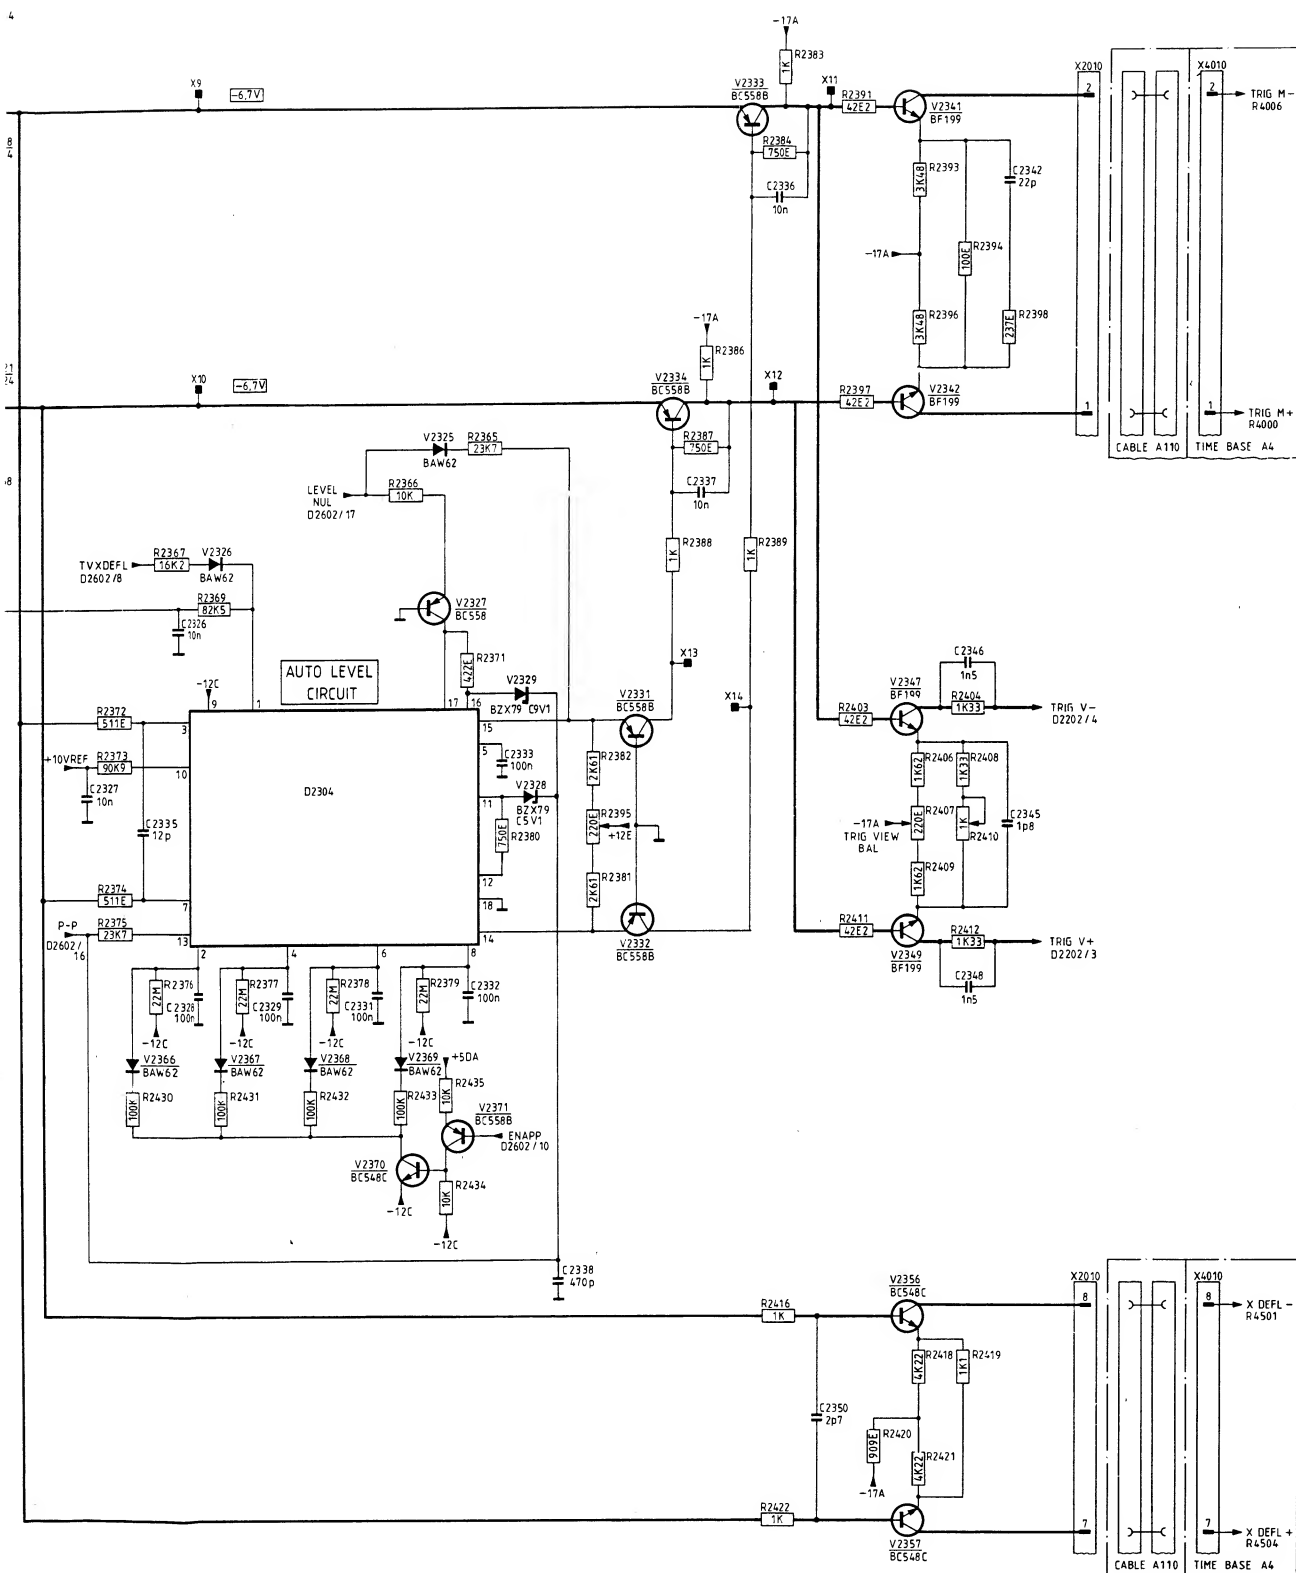 4
-17A
R2383
1K
X9
-6,7V
V2333
BC558B
X11
R2391
42E2
V2341
BF199
X2010
X4010
2
2
TRIG M-
R4006
8
4
R2384
750E
C2336
10n
R2393
3K48
C2342
22p
-17A
R2394
100E
R2396
3K48
R2398
237E
-17A
R2386
1K
X10
-6,7V
V2334
BC558B
X12
R2397
42E2
V2342
BF199
1
1
TRIG M+
R4000
CABLE A110
TIME BASE A4
V2325
BAW62
R2365
23K7
R2387
750E
LEVEL
NUL
D2602/17
R2366
10K
C2337
10n
R2388
1K
R2389
1K
TVXDEFL
D2602/8
R2367
16K2
V2326
BAW62
R2369
82K5
C2326
10n
V2327
BC558
R2371
422E
X13
X14
AUTO LEVEL
CIRCUIT
-12C
9
1
17
16
V2329
BZX79 C9V1
V2331
BC558B
C2346
1n5
V2347
BF199
R2404
1K33
TRIG V-
D2202/4
R2372
511E
3
15
R2403
42E2
+10VREF
R2373
90K9
10
5
C2333
100n
R2382
2K61
R2406
1K62
R2408
1K33
C2327
10n
D2304
11
V2328
BZX79
C5V1
R2395
220E
+12E
R2407
220E
C2345
1p8
-17A
TRIG VIEW
BAL
1K
R2410
C2335
12p
750E
R2380
12
R2381
2K61
R2409
1K62
R2374
511E
7
18
P-P
D2602/
16
R2375
23K7
13
14
V2332
BC558B
R2411
42E2
V2349
BF199
R2412
1K33
C2348
1n5
TRIG V+
D2202/3
2
4
6
8
R2376
22M
C2328
100n
R2377
22M
C2329
100n
R2378
22M
C2331
100n
R2379
22M
C2332
100n
-12C
-12C
-12C
-12C
V2366
BAW62
V2367
BAW62
V2368
BAW62
V2369
BAW62
+5DA
R2430
100K
R2431
100K
R2432
100K
R2433
100K
R2435
10K
V2371
BC558B
ENAPP
D2602/10
V2370
BC548C
-12C
R2434
10K
-12C
C2338
470p
V2356
BC548C
X2010
X4010
R2416
1K
8
8
X DEFL -
R4501
R2418
4K22
R2419
1K1
C2350
2p7
R2420
909E
R2421
4K22
-17A
R2422
1K
V2357
BC548C
7
7
X DEFL +
R4504
CABLE A110
TIME BASE A4